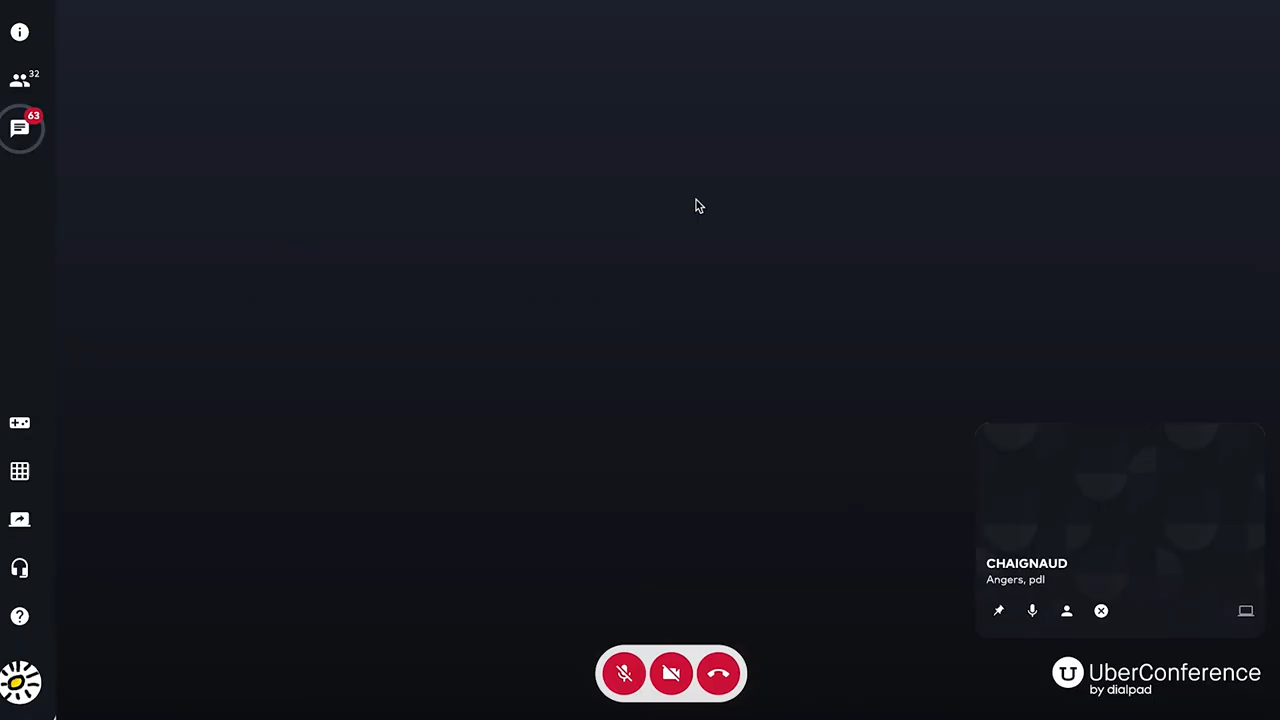 32
63
CHAIGNAUD
Angers, pdl
UberConference
by dialpad